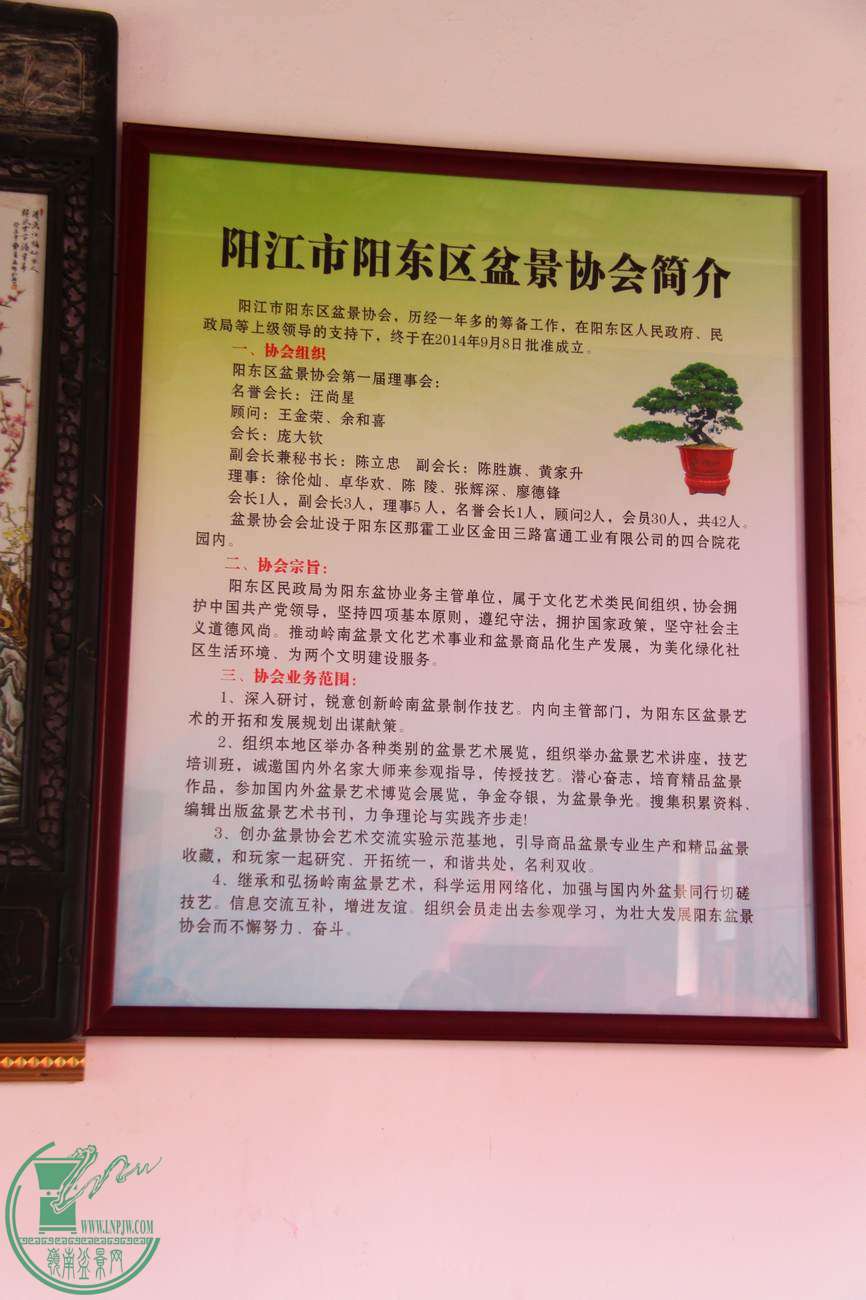 阳江市阳东区盆景协会简介
阳江市阳东区盆景协会，历经一年多的筹备工作，在阳东区人民政府、民
政局等上级领导的支持下，终于在2014年9月8日批准成立。
一、协会组织
阳东区盆景协会第一届理事会：
名誉会长：汪尚星
顾问：王金荣、余和喜
会长：庞大钦
副会长兼秘书长：陈立忠 副会长：陈胜旗、黄家升
理事：徐伦灿、卓华欢、陈 陵、张辉深、廖德锋
会长1人，副会长3人，理事5人，名誉会长1人，顾问2人，会员30人，共42人。
盆景协会会址设于阳东区那霍工业区金田三路富通工业有限公司的四合院花
园内。
二、协会宗旨：
阳东区民政局为阳东盆协业务主管单位，属于文化艺术类民间组织，协会拥
护中国共产党领导，坚持四项基本原则，遵纪守法，拥护国家政策，坚守社会主
义道德风尚。推动岭南盆景文化艺术事业和盆景商品化生产发展，为美化绿化社
区生活环境、为两个文明建设服务。
三、协会业务范围：
1、深入研讨，锐意创新岭南盆景制作技艺。内向主管部门，为阳东区盆景艺
术的开拓和发展规划出谋献策。
2、组织本地区举办各种类别的盆景艺术展览，组织举办盆景艺术讲座，技艺
培训班，诚邀国内外名家大师来参观指导，传授技艺。潜心奋志，培育精品盆景
作品，参加国内外盆景艺术博览会展览，争金夺银，为盆景争光。搜集积累资料、
编辑出版盆景艺术书刊，力争理论与实践齐步走!
3、创办盆景协会艺术交流实验示范基地，引导商品盆景专业生产和精品盆景
收藏，和玩家一起研究、开拓统一，和谐共处，名利双收。
4、继承和弘扬岭南盆景艺术，科学运用网络化，加强与国内外盆景同行切磋
技艺。信息交流互补，增进友谊。组织会员走出去参观学习，为壮大发展阳东盆景
协会而不懈努力、奋斗。
WWW.LNPJW.COM
嶺南盆景网